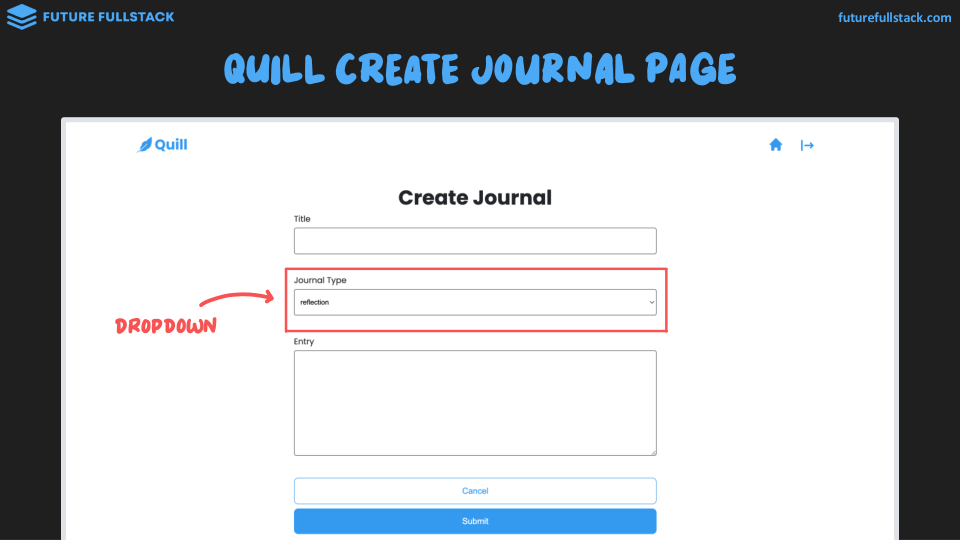 FUTURE FULLSTACK
futurefullstack.com
QUILL CREATE JOURNAL PAGE
Quill
Create Journal
Title
Journal Type
reflection
DROPDOWN
Entry
Cancel
Submit